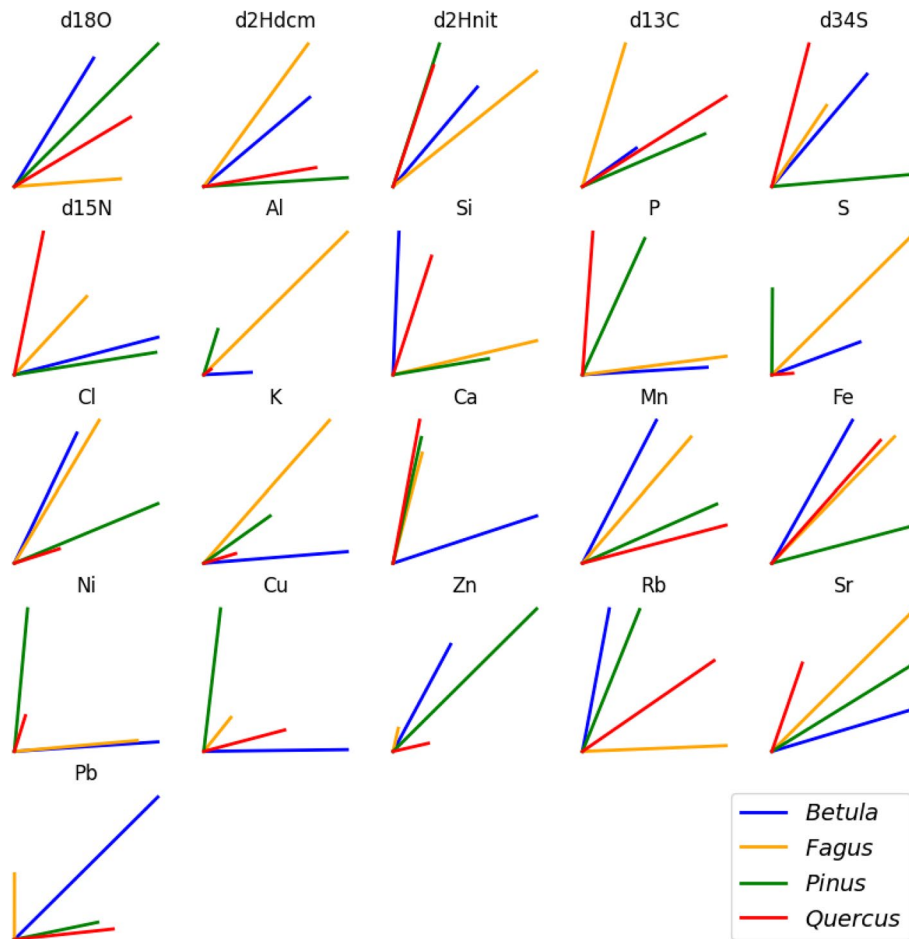 d18O d2Hdcm d2Hnit d13C d34S
d15N Al Si P S
Cl K Ca Mn Fe
Ni Cu Zn Rb Sr
Pb
Betula
Fagus
Pinus
Quercus